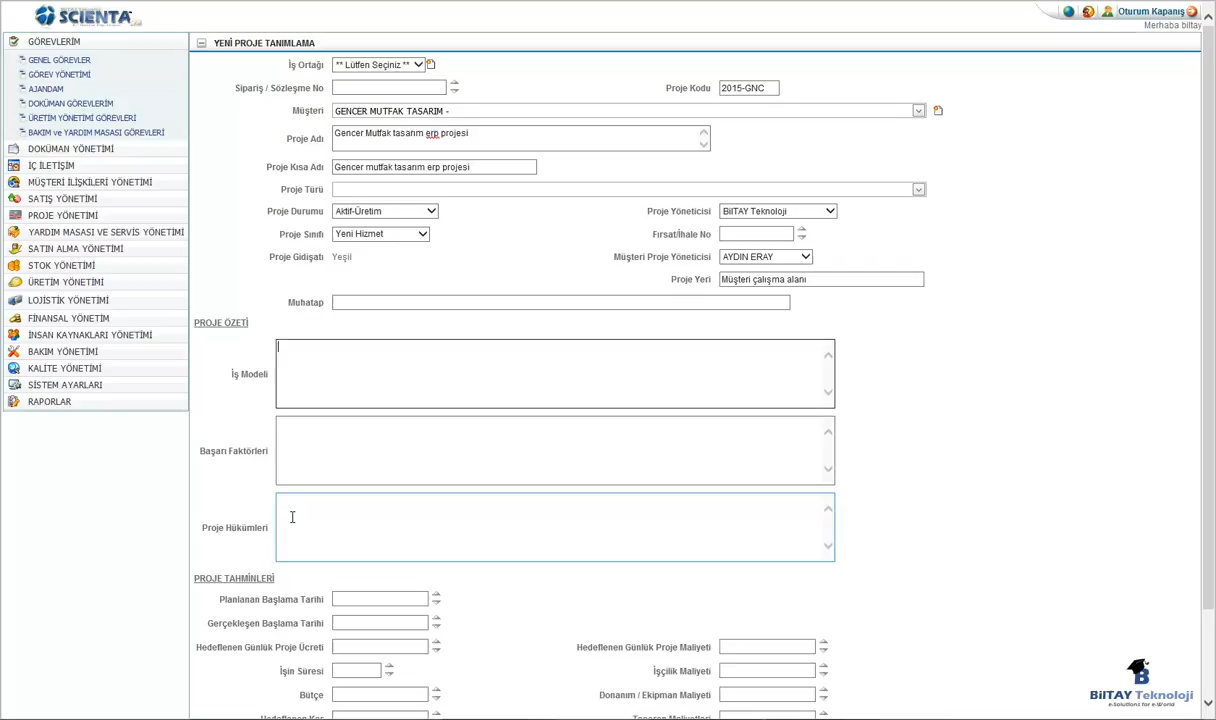 SCIENTA
Oturum Kapanış
Merhaba biltay
GÖREVLERİM
GENEL GÖREVLER
GÖREV YÖNETİMİ
AJANDAM
DOKÜMAN GÖREVLERİM
ÜRETİM YÖNETİMİ GÖREVLERİ
BAKIM ve YARDIM MASASI GÖREVLERİ
DOKÜMAN YÖNETİMİ
İÇ İLETİŞİM
MÜŞTERİ İLİŞKİLERİ YÖNETİMİ
SATIŞ YÖNETİMİ
PROJE YÖNETİMİ
YARDIM MASASI VE SERVİS YÖNETİMİ
SATIN ALMA YÖNETİMİ
STOK YÖNETİMİ
ÜRETİM YÖNETİMİ
LOJİSTİK YÖNETİMİ
FİNANSAL YÖNETİM
İNSAN KAYNAKLARI YÖNETİMİ
BAKIM YÖNETİMİ
KALİTE YÖNETİMİ
SİSTEM AYARLARI
RAPORLAR
YENİ PROJE TANIMLAMA
İş Ortağı ** Lütfen Seçiniz **
Sipariş / Sözleşme No Proje Kodu 2015-GNC
Müşteri GENCER MUTFAK TASARIM -
Proje Adı Gencer Mutfak tasarım erp projesi
Proje Kısa Adı Gencer mutfak tasarım erp projesi
Proje Türü
Proje Durumu Aktif-Üretim Proje Yöneticisi BilTAY Teknoloji
Proje Sınıfı Yeni Hizmet Fırsat/İhale No
Proje Gidişatı Yeşil Müşteri Proje Yöneticisi AYDIN ERAY
Proje Yeri Müşteri çalışma alanı
Muhatap
PROJE ÖZETİ
İş Modeli
Başarı Faktörleri
Proje Hükümleri
PROJE TAHMİNLERİ
Planlanan Başlama Tarihi
Gerçekleşen Başlama Tarihi
Hedeflenen Günlük Proje Ücreti Hedeflenen Günlük Proje Maliyeti
İşin Süresi İşçilik Maliyeti
Bütçe Donanım / Ekipman Maliyeti
Hedeflenen Kar
BilTAY Teknoloji
e-Solutions for e-World